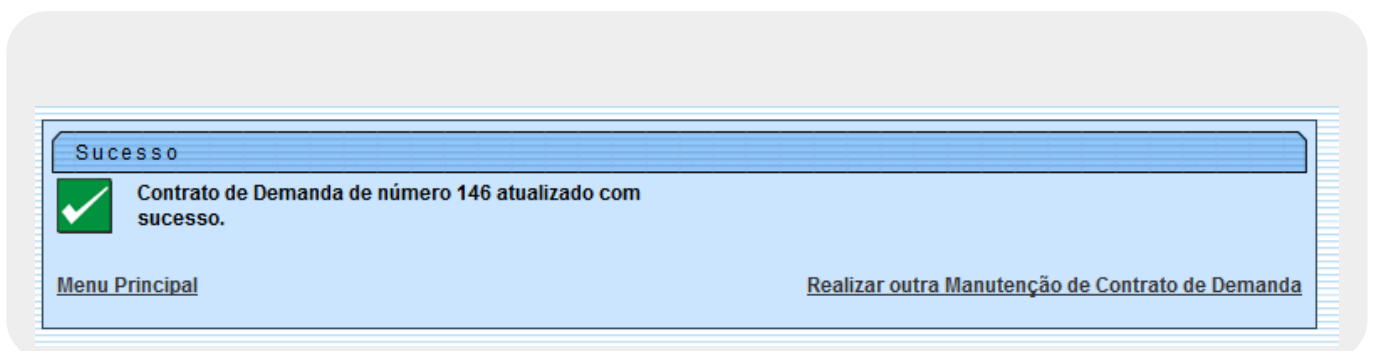 Sucesso
Contrato de Demanda de número 146 atualizado com
sucesso.
Menu Principal
Realizar outra Manutenção de Contrato de Demanda